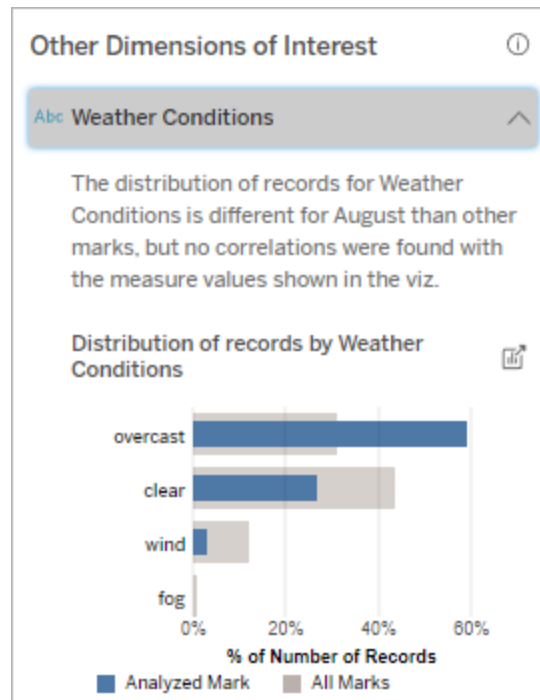 Other Dimensions of Interest
Abc Weather Conditions
The distribution of records for Weather
Conditions is different for August than other
marks, but no correlations were found with
the measure values shown in the viz.
Distribution of records by Weather
Conditions
overcast
clear
wind
fog
0% 20% 40% 60%
% of Number of Records
Analyzed Mark All Marks